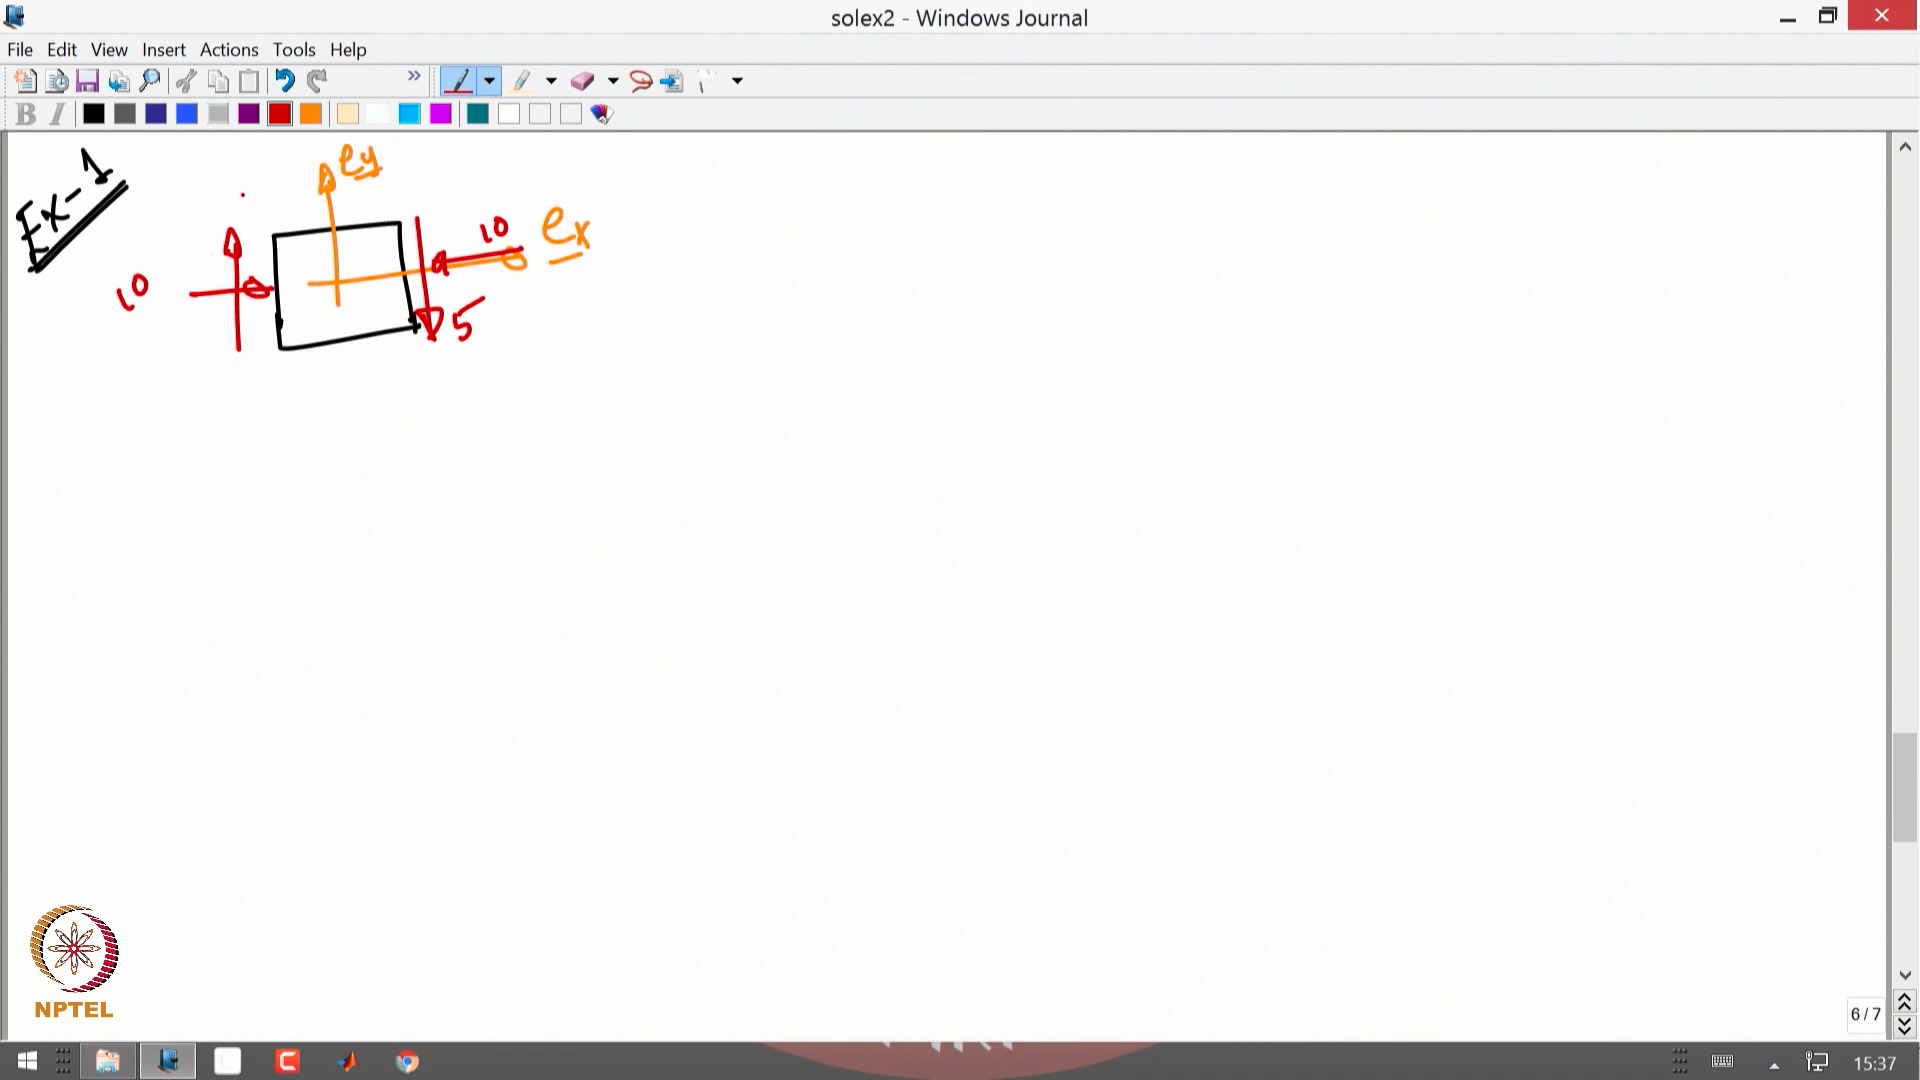 solex2 - Windows Journal
File Edit View Insert Actions Tools Help
B I
Ex-1
ey
10
ex
10
5
NPTEL
6 / 7
15:37